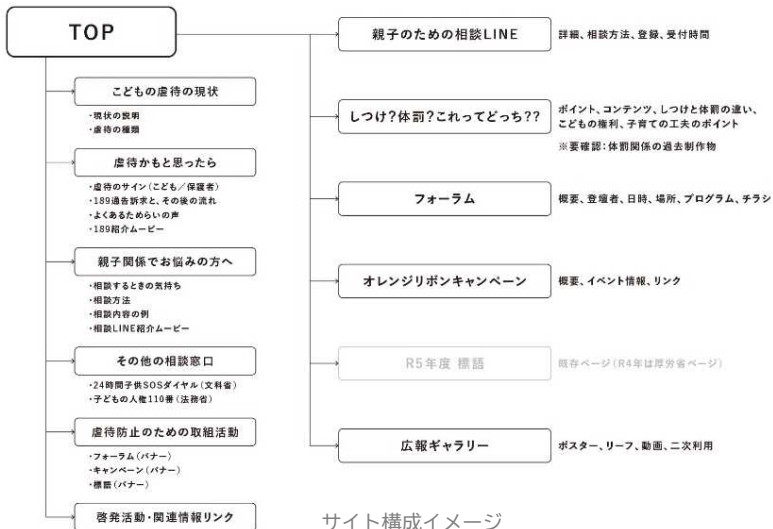 TOP
こどもの虐待の現状
・現状の説明
・虐待の種類
虐待かもと思ったら
・虐待のサイン(こども／保護者)
・189通告訴求と、その後の流れ
・よくあるためらいの声
・189紹介ムービー
親子関係でお悩みの方へ
・相談するときの気持ち
・相談方法
・相談内容の例
・相談LINE紹介ムービー
その他の相談窓口
・24時間子供SOSダイヤル(文科省)
・子どもの人権110番(法務省)
虐待防止のための取組活動
・フォーラム(バナー)
・キャンペーン(バナー)
・標語(バナー)
啓発活動・関連情報リンク
親子のための相談LINE
詳細、相談方法、登録、受付時間
しつけ?体罰?これってどっち??
ポイント、コンテンツ、しつけと体罰の違い、
こどもの権利、子育ての工夫のポイント
※要確認:体罰関係の過去制作物
フォーラム
概要、登壇者、日時、場所、プログラム、チラシ
オレンジリボンキャンペーン
概要、イベント情報、リンク
R5年度 標語
既存ページ(R4年は厚労省ページ)
広報ギャラリー
ポスター、リーフ、動画、二次利用
サイト構成イメージ